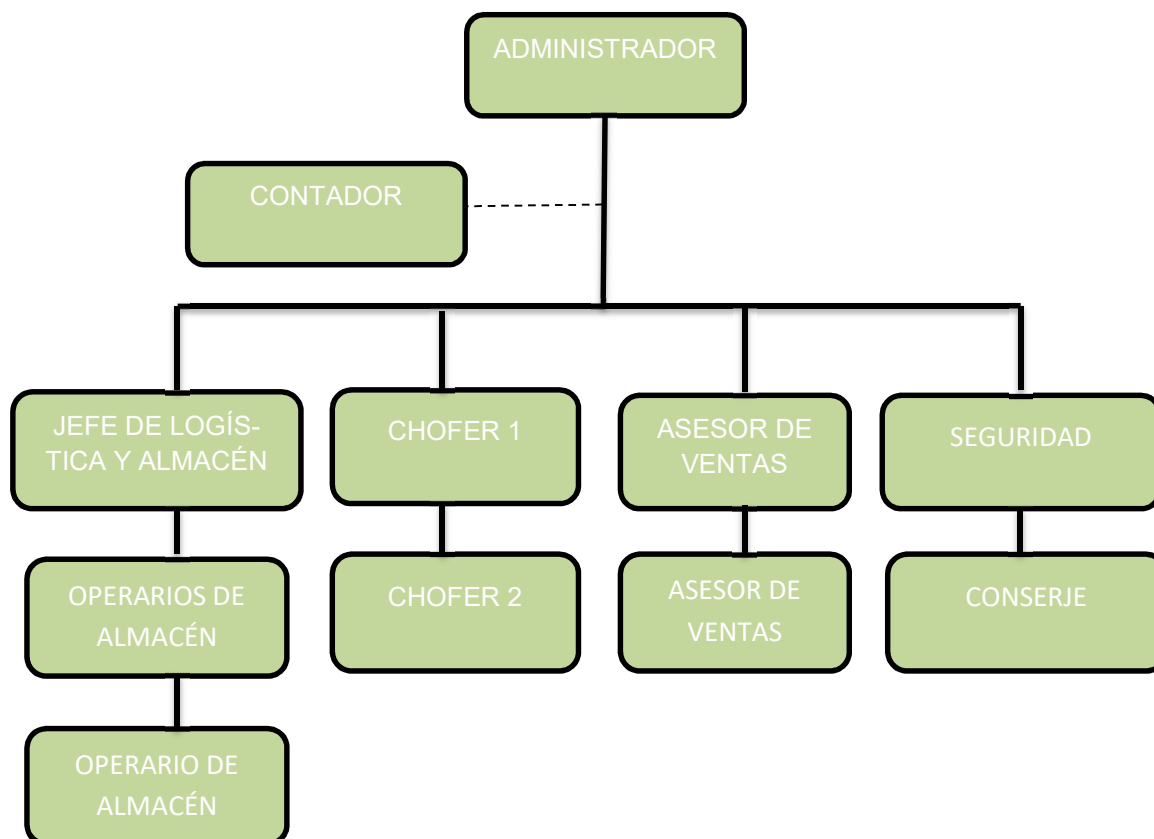 ADMINISTRADOR
CONTADOR
JEFE DE LOGÍS-
TICA Y ALMACÉN
CHOFER 1
ASESOR DE
VENTAS
SEGURIDAD
OPERARIOS DE
ALMACÉN
CHOFER 2
ASESOR DE
VENTAS
CONSERJE
OPERARIO DE
ALMACÉN